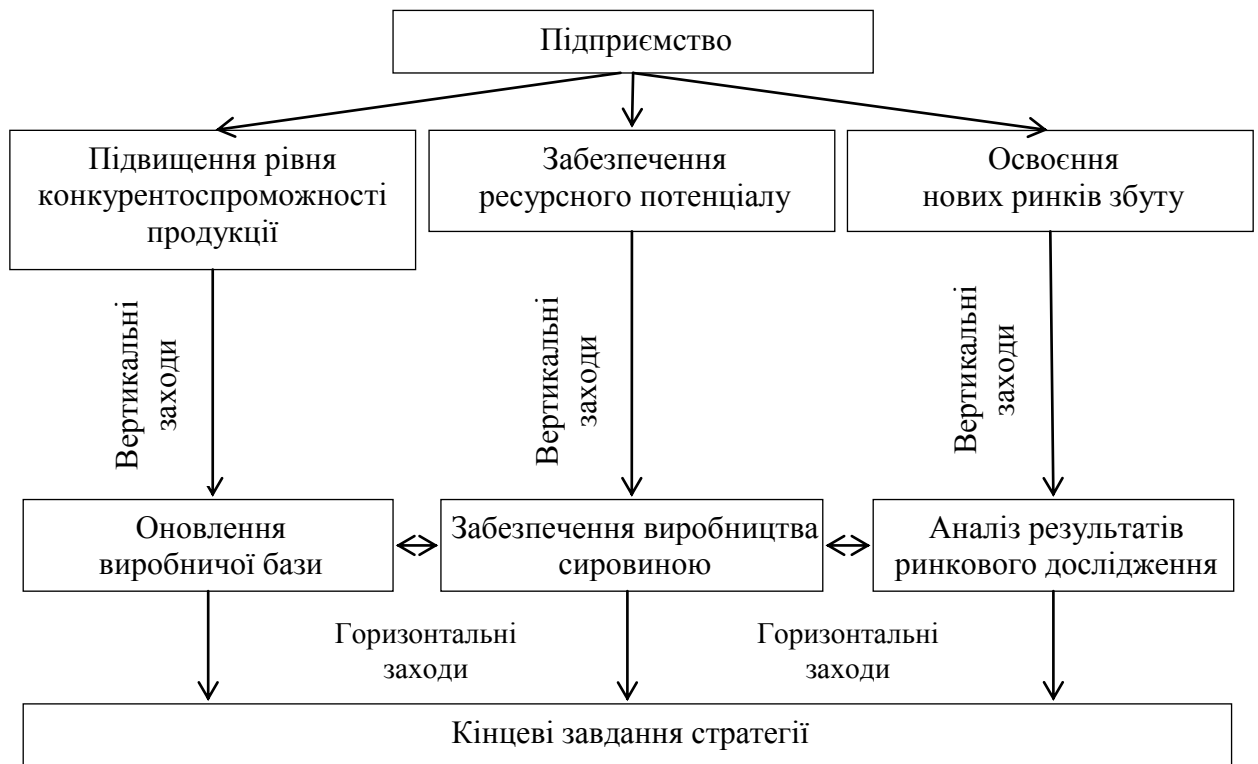 Підприємство
Підвищення рівня
конкурентоспроможності
продукції
Забезпечення
ресурсного потенціалу
Освоєння
нових ринків збуту
Вертикальні
заходи
Вертикальні
заходи
Вертикальні
заходи
Оновлення
виробничої бази
Забезпечення виробництва
сировиною
Аналіз результатів
ринкового дослідження
Горизонтальні
заходи
Горизонтальні
заходи
Кінцеві завдання стратегії